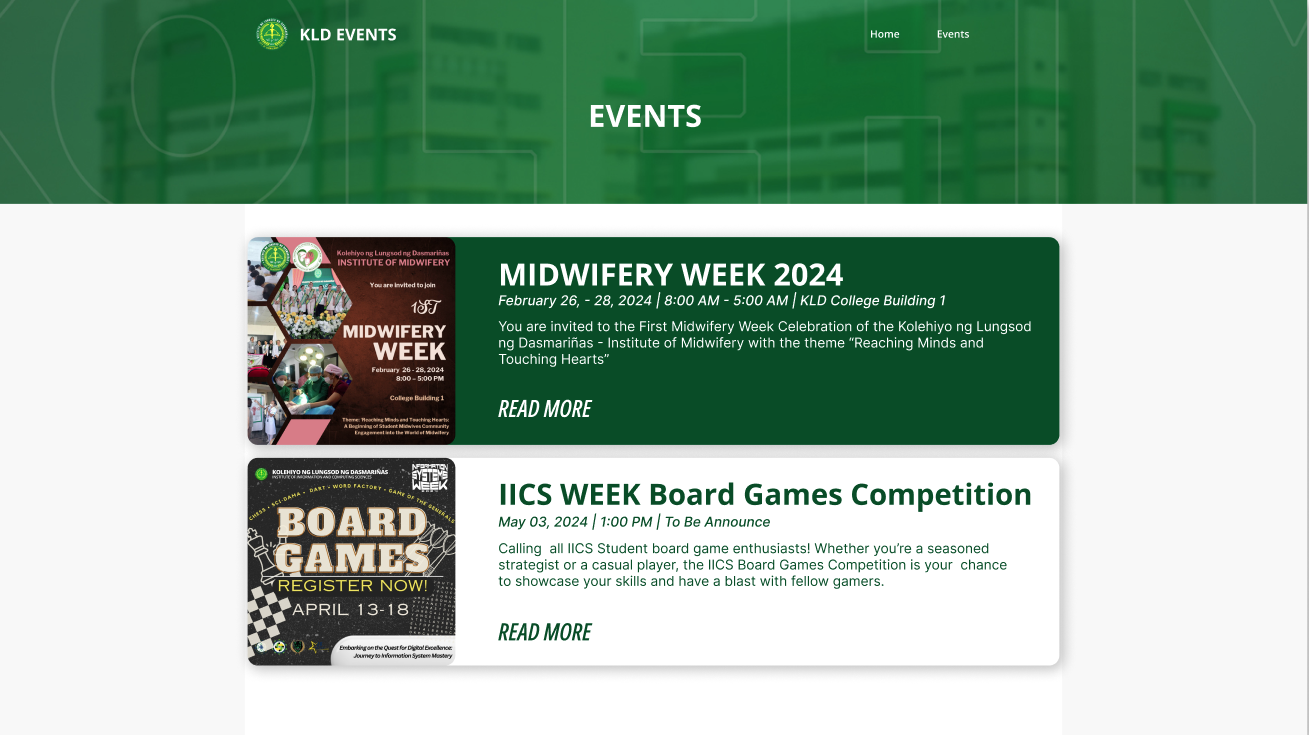 KLD EVENTS
Home
Events
EVENTS
Kolehiyo ng Lungsod ng Dasmariñas
INSTITUTE OF MIDWIFERY
You are invited to join
1ST
MIDWIFERY
WEEK
February 26 - 28, 2024
8:00 – 5:00 PM
College Building 1
Theme: Reaching Minds and Touching Hearts:
A Beginning of Student Midwives Community
Engagement into the World of Midwifery
MIDWIFERY WEEK 2024
February 26, - 28, 2024 | 8:00 AM - 5:00 AM | KLD College Building 1
You are invited to the First Midwifery Week Celebration of the Kolehiyo ng Lungsod
ng Dasmariñas - Institute of Midwifery with the theme “Reaching Minds and
Touching Hearts”
READ MORE
KOLEHIYO NG LUNGSOD NG DASMARIÑAS
INSTITUTE OF INFORMATION AND COMPUTING SCIENCES
INFORMATION
SYSTEMS
WEEK
CHESS • SCI-DAMA • DART • WORD FACTORY • GAME OF THE GENERALS
BOARD
GAMES
REGISTER NOW!
APRIL 13-18
Embarking on the Quest for Digital Excellence:
Journey to Information System Mastery
IICS WEEK Board Games Competition
May 03, 2024 | 1:00 PM | To Be Announce
Calling  all IICS Student board game enthusiasts! Whether you’re a seasoned
strategist or a casual player, the IICS Board Games Competition is your  chance
to showcase your skills and have a blast with fellow gamers.
READ MORE